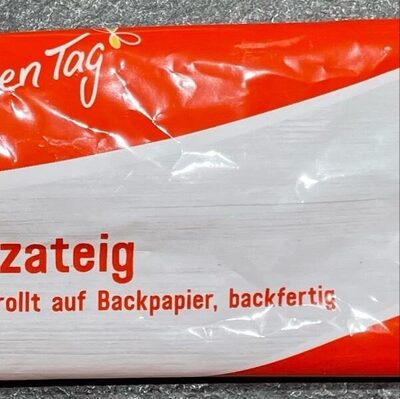 en Tag
zateig
rollt auf Backpapier, backfertig